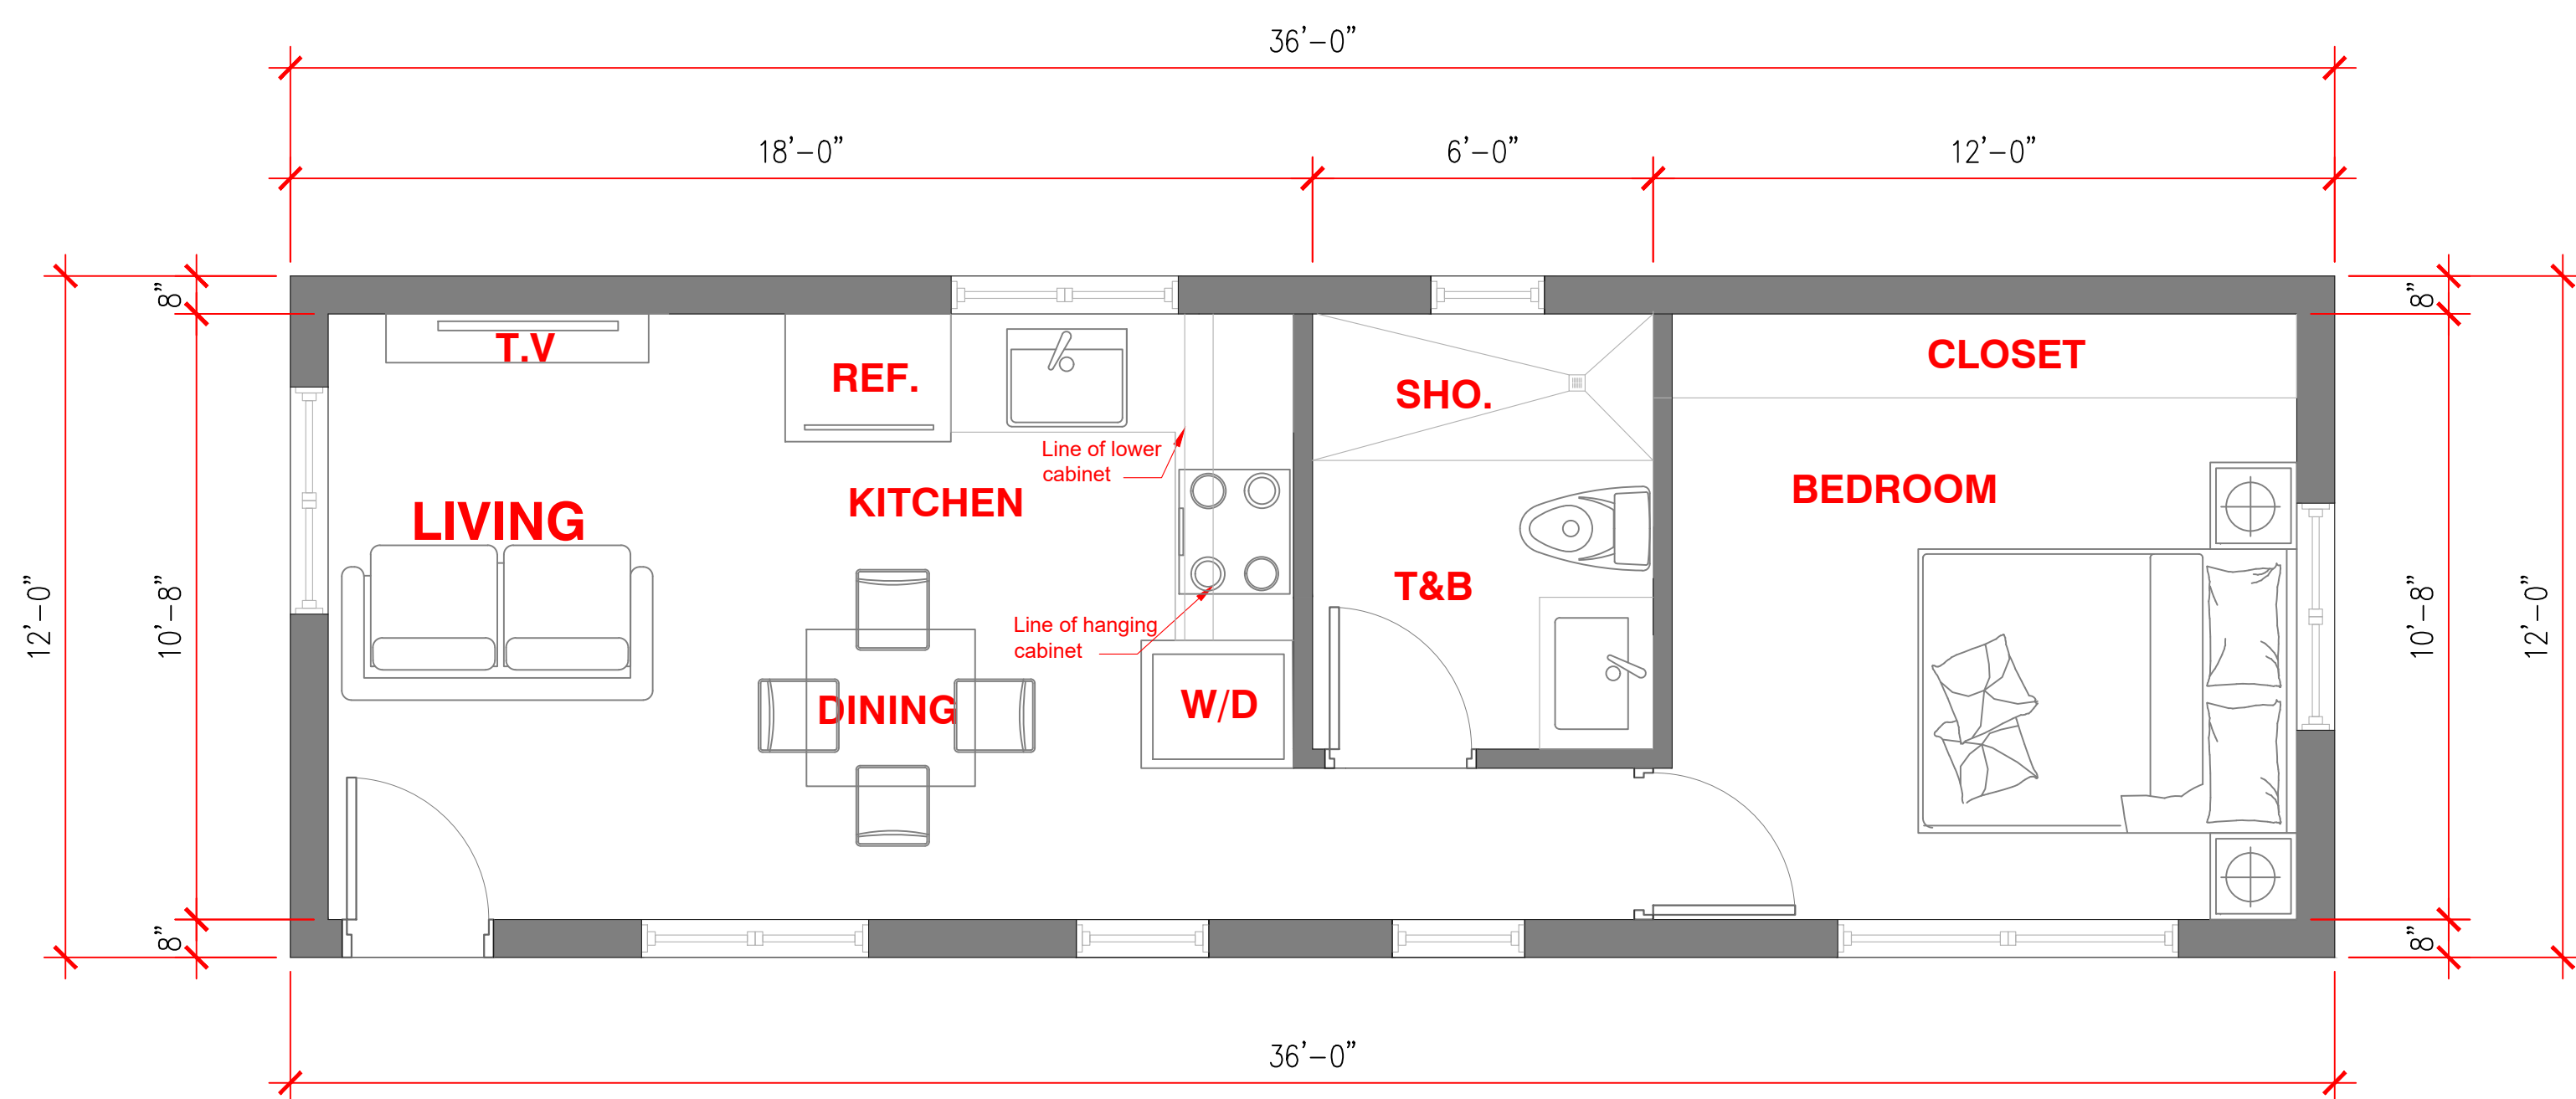 36’-0”
18’-0”
6’-0”
12’-0”
8”
8”
T.V
REF.
SHO.
CLOSET
Line of lower
cabinet
KITCHEN
BEDROOM
LIVING
T&B
12’-0”
10’-8”
10’-8”
12’-0”
Line of hanging
cabinet
DINING
W/D
8”
8”
36’-0”